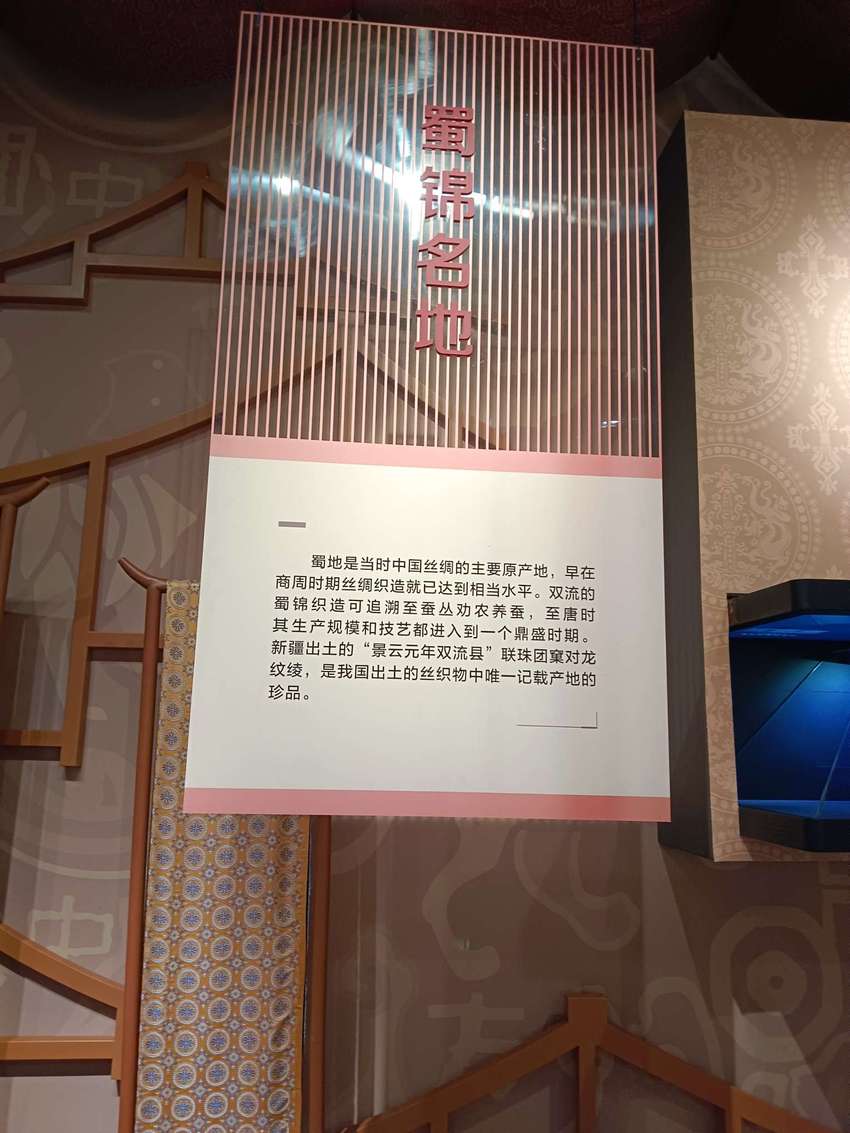 蜀锦名地
蜀地是当时中国丝绸的主要原产地，早在
商周时期丝绸织造就已达到相当水平。双流的
蜀锦织造可追溯至蚕丛劝农养蚕，至唐时
其生产规模和技艺都进入到一个鼎盛时期。
新疆出土的“景云元年双流县”联珠团窠对龙
纹绫，是我国出土的丝织物中唯一记载产地的
珍品。